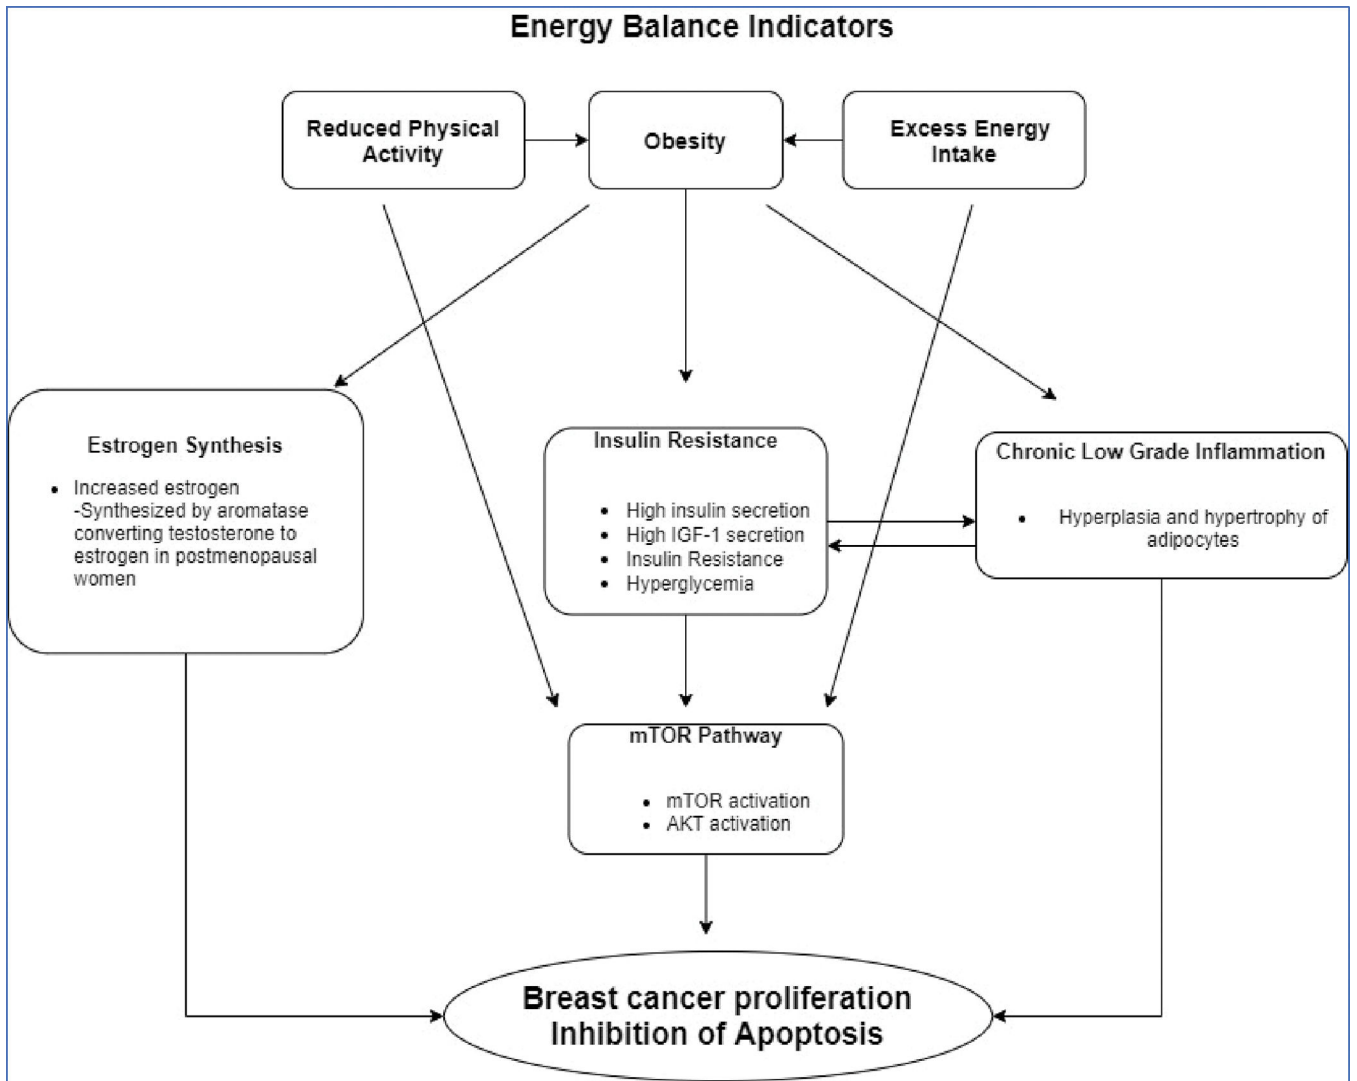 Energy Balance Indicators
Reduced Physical
Activity
Obesity
Excess Energy
Intake
Estrogen Synthesis
• Increased estrogen
-Synthesized by aromatase
converting testosterone to
estrogen in postmenopausal
women
Insulin Resistance
• High insulin secretion
• High IGF-1 secretion
• Insulin Resistance
• Hyperglycemia
Chronic Low Grade Inflammation
• Hyperplasia and hypertrophy of
adipocytes
mTOR Pathway
• mTOR activation
• AKT activation
Breast cancer proliferation
Inhibition of Apoptosis